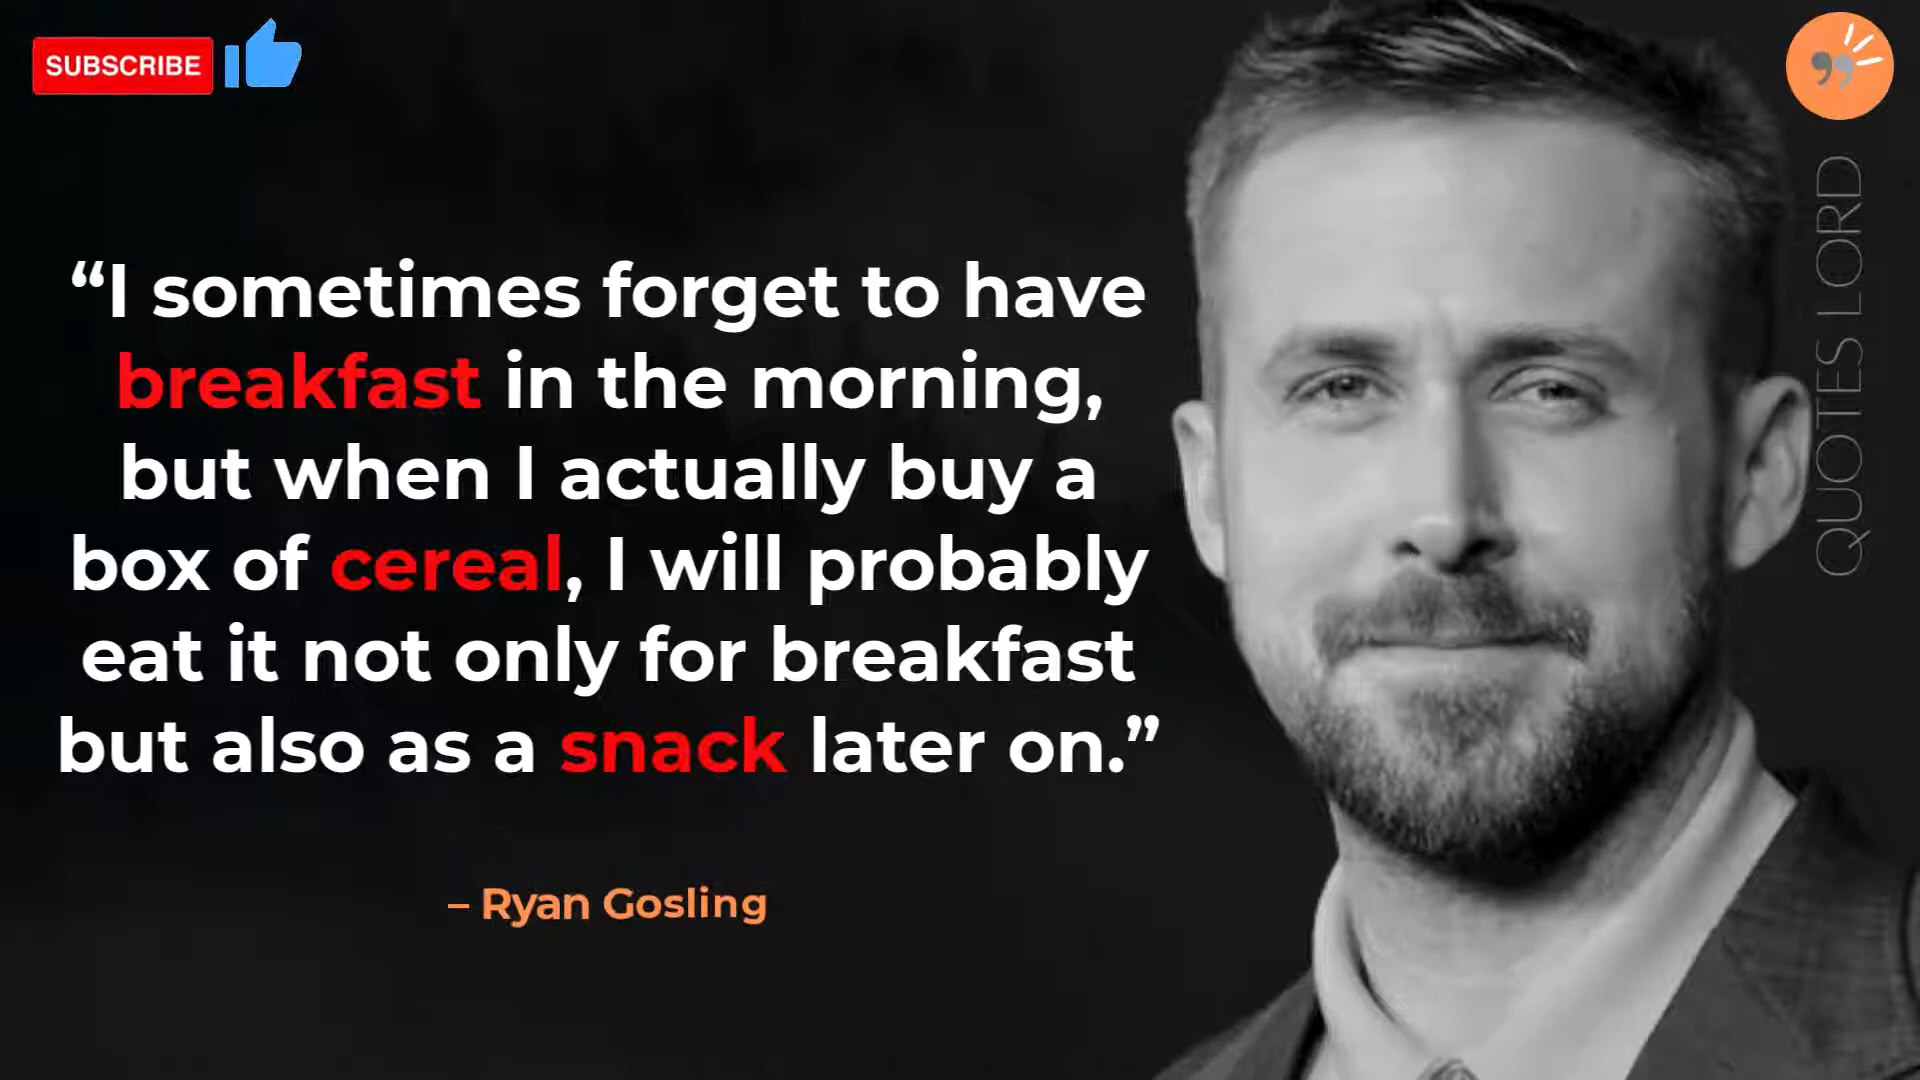 SUBSCRIBE
“I sometimes forget to have
breakfast in the morning,
but when I actually buy a
box of cereal, I will probably
eat it not only for breakfast
but also as a snack later on.”
– Ryan Gosling
QUOTES LORD